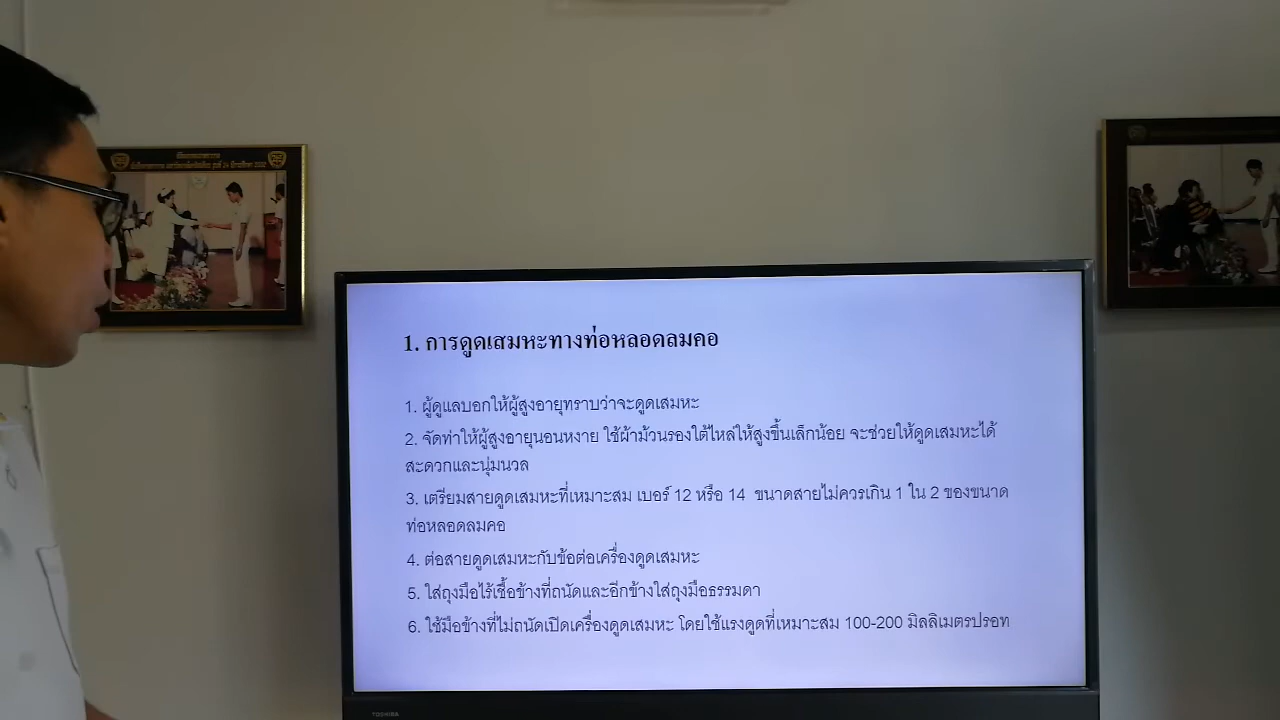 1. การดูดเสมหะทางท่อหลอดลมคอ
1. ผู้ดูแลบอกให้ผู้สูงอายุทราบว่าจะดูดเสมหะ
2. จัดท่าให้ผู้สูงอายุนอนหงาย ใช้ผ้าม้วนรองใต้ไหล่ให้สูงขึ้นเล็กน้อย จะช่วยให้ดูดเสมหะได้
สะดวกและนุ่มนวล
3. เตรียมสายดูดเสมหะที่เหมาะสม เบอร์ 12 หรือ 14 ขนาดสายไม่ควรเกิน 1 ใน 2 ของขนาด
ท่อหลอดลมคอ
4. ต่อสายดูดเสมหะกับข้อต่อเครื่องดูดเสมหะ
5. ใส่ถุงมือไร้เชื้อข้างที่ถนัดและอีกข้างใส่ถุงมือธรรมดา
6. ใช้มือข้างที่ไม่ถนัดเปิดเครื่องดูดเสมหะ โดยใช้แรงดูดที่เหมาะสม 100-200 มิลลิเมตรปรอท
TOSHIBA